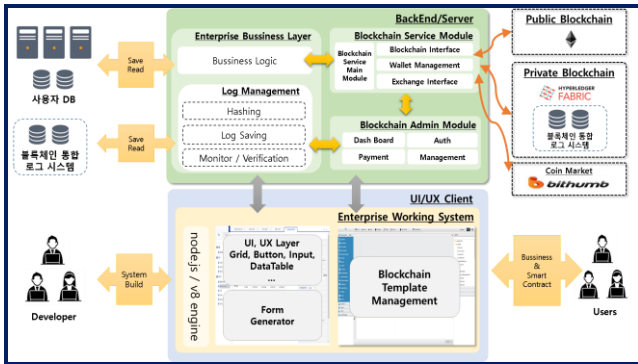 BackEnd/Server
Enterprise Bussiness Layer
Bussiness Logic
Log Management
Hashing
Log Saving
Monitor / Verification
Blockchain Service Module
Blockchain
Service
Main
Module
Blockchain Interface
Wallet Management
Exchange Interface
Blockchain Admin Module
Dash Board
Auth
Payment
Management
Save
Read
사용자 DB
Save
Read
블록체인 통합
로그 시스템
Public Blockchain
Private Blockchain
HYPERLEDGER
FABRIC
블록체인 통합
로그 시스템
Coin Market
bithumb
UI/UX Client
Enterprise Working System
node.js / v8 engine
UI, UX Layer
Grid, Button, Input,
DataTable
...
Form
Generator
Blockchain
Template
Management
Developer
System
Build
Bussiness
&
Smart
Contract
Users